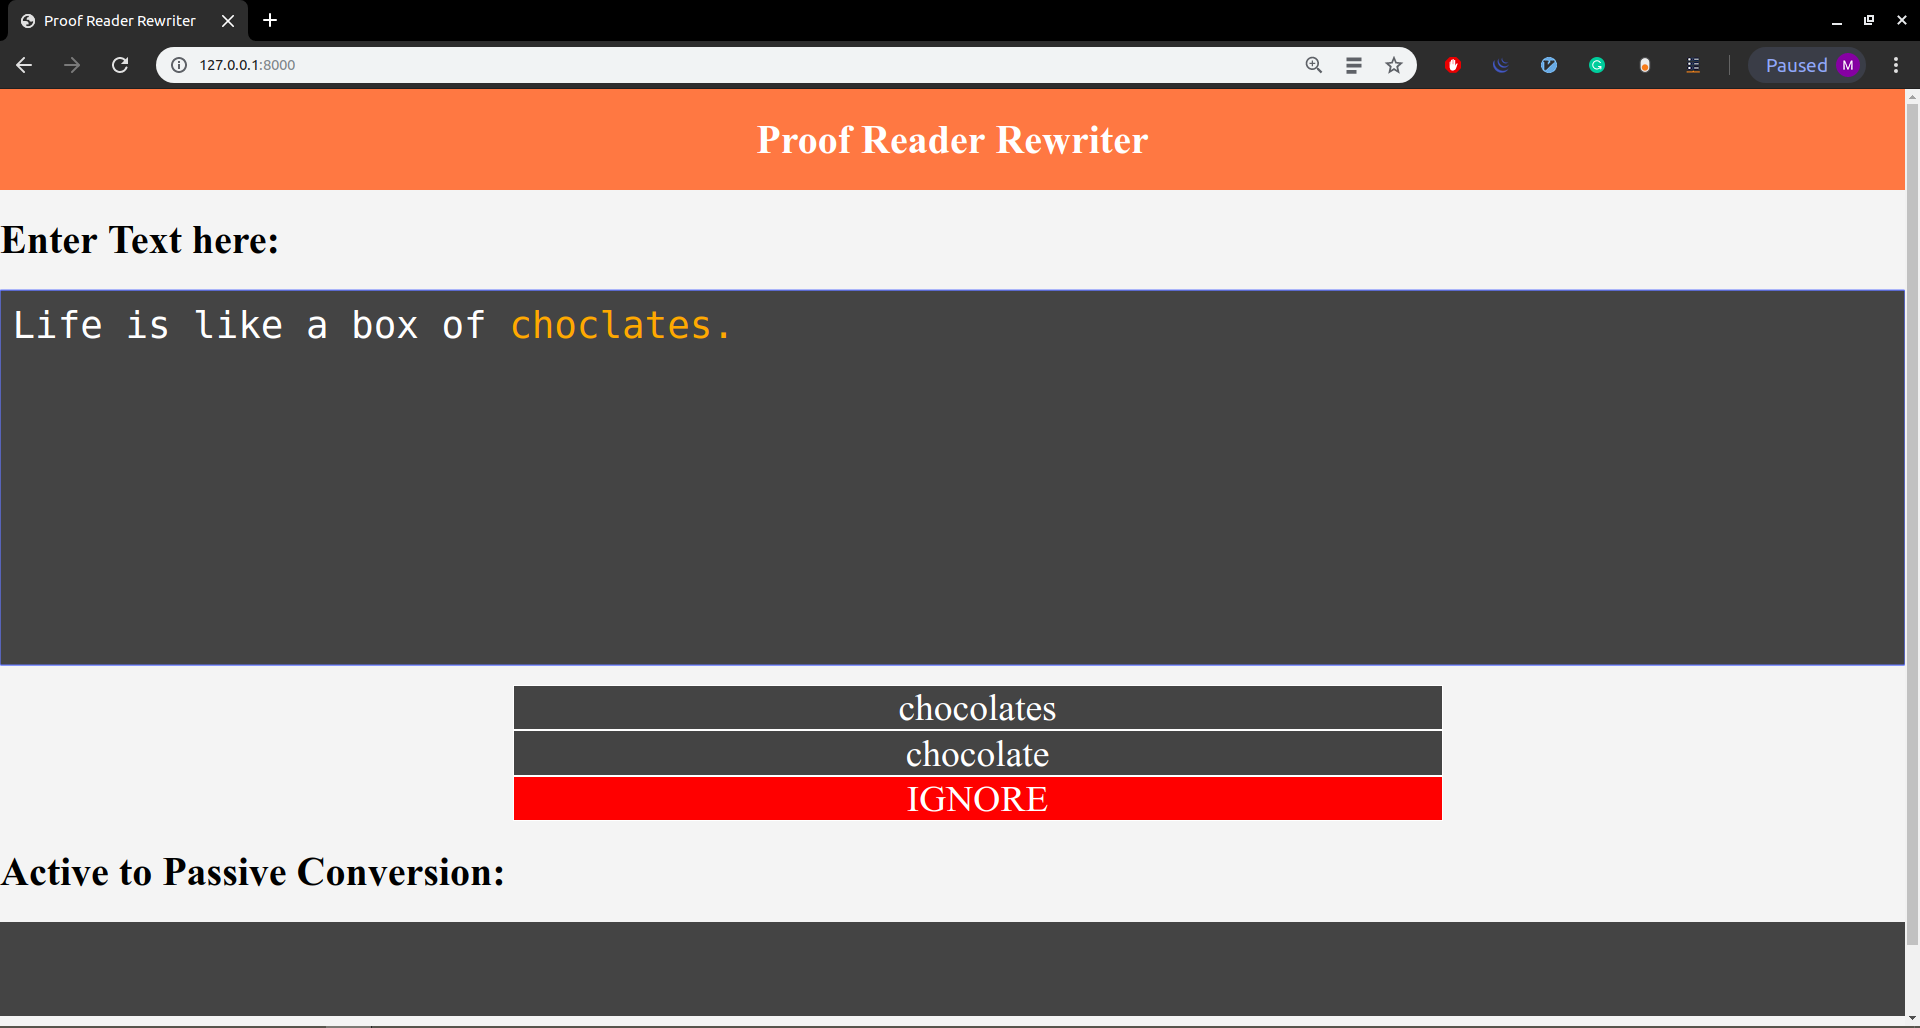 Proof Reader Rewriter
127.0.0.1:8000
Paused M
Proof Reader Rewriter
Enter Text here:
Life is like a box of choclates.
chocolates
chocolate
IGNORE
Active to Passive Conversion: